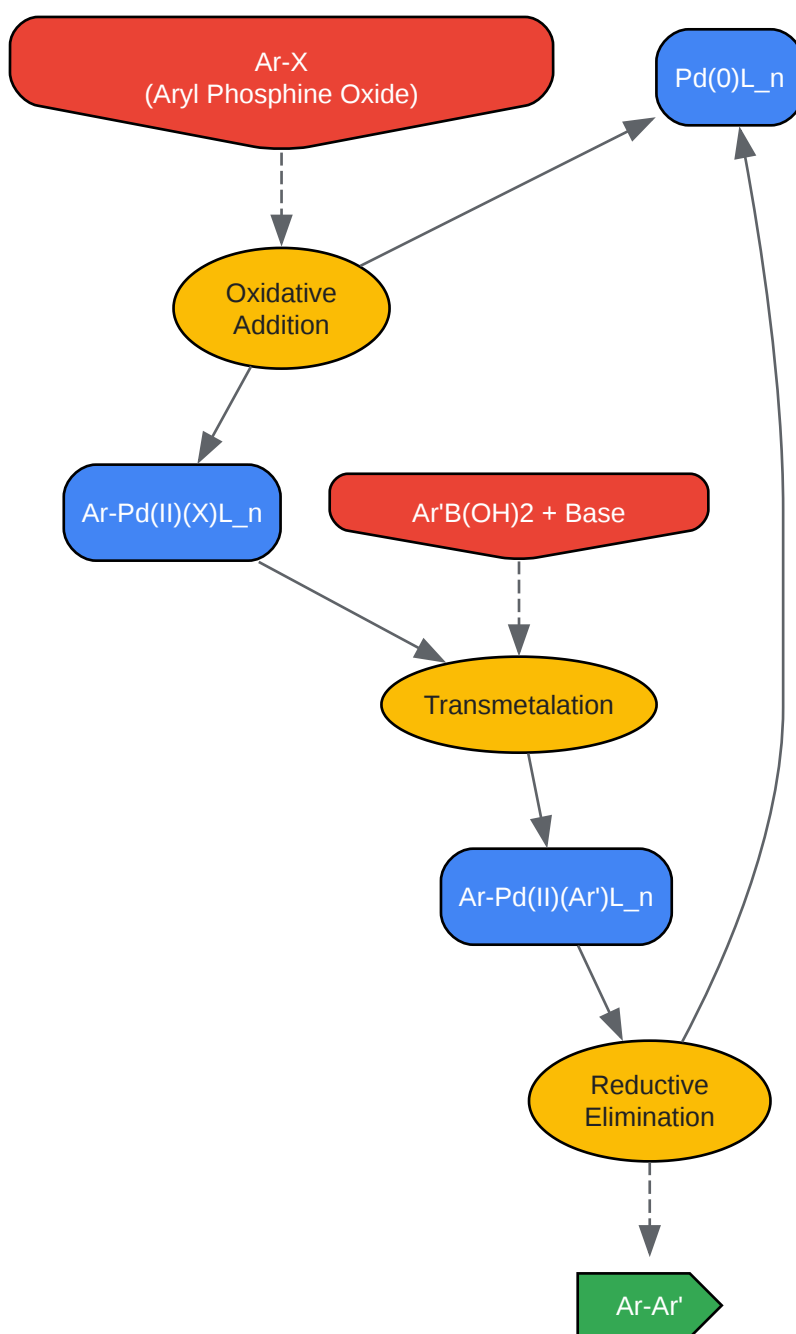 Ar-X
(Aryl Phosphine Oxide)
Pd(0)L_n
Oxidative
Addition
Ar-Pd(II)(X)L_n
Ar'B(OH)2 + Base
Transmetalation
Ar-Pd(II)(Ar')L_n
Reductive
Elimination
Ar-Ar'